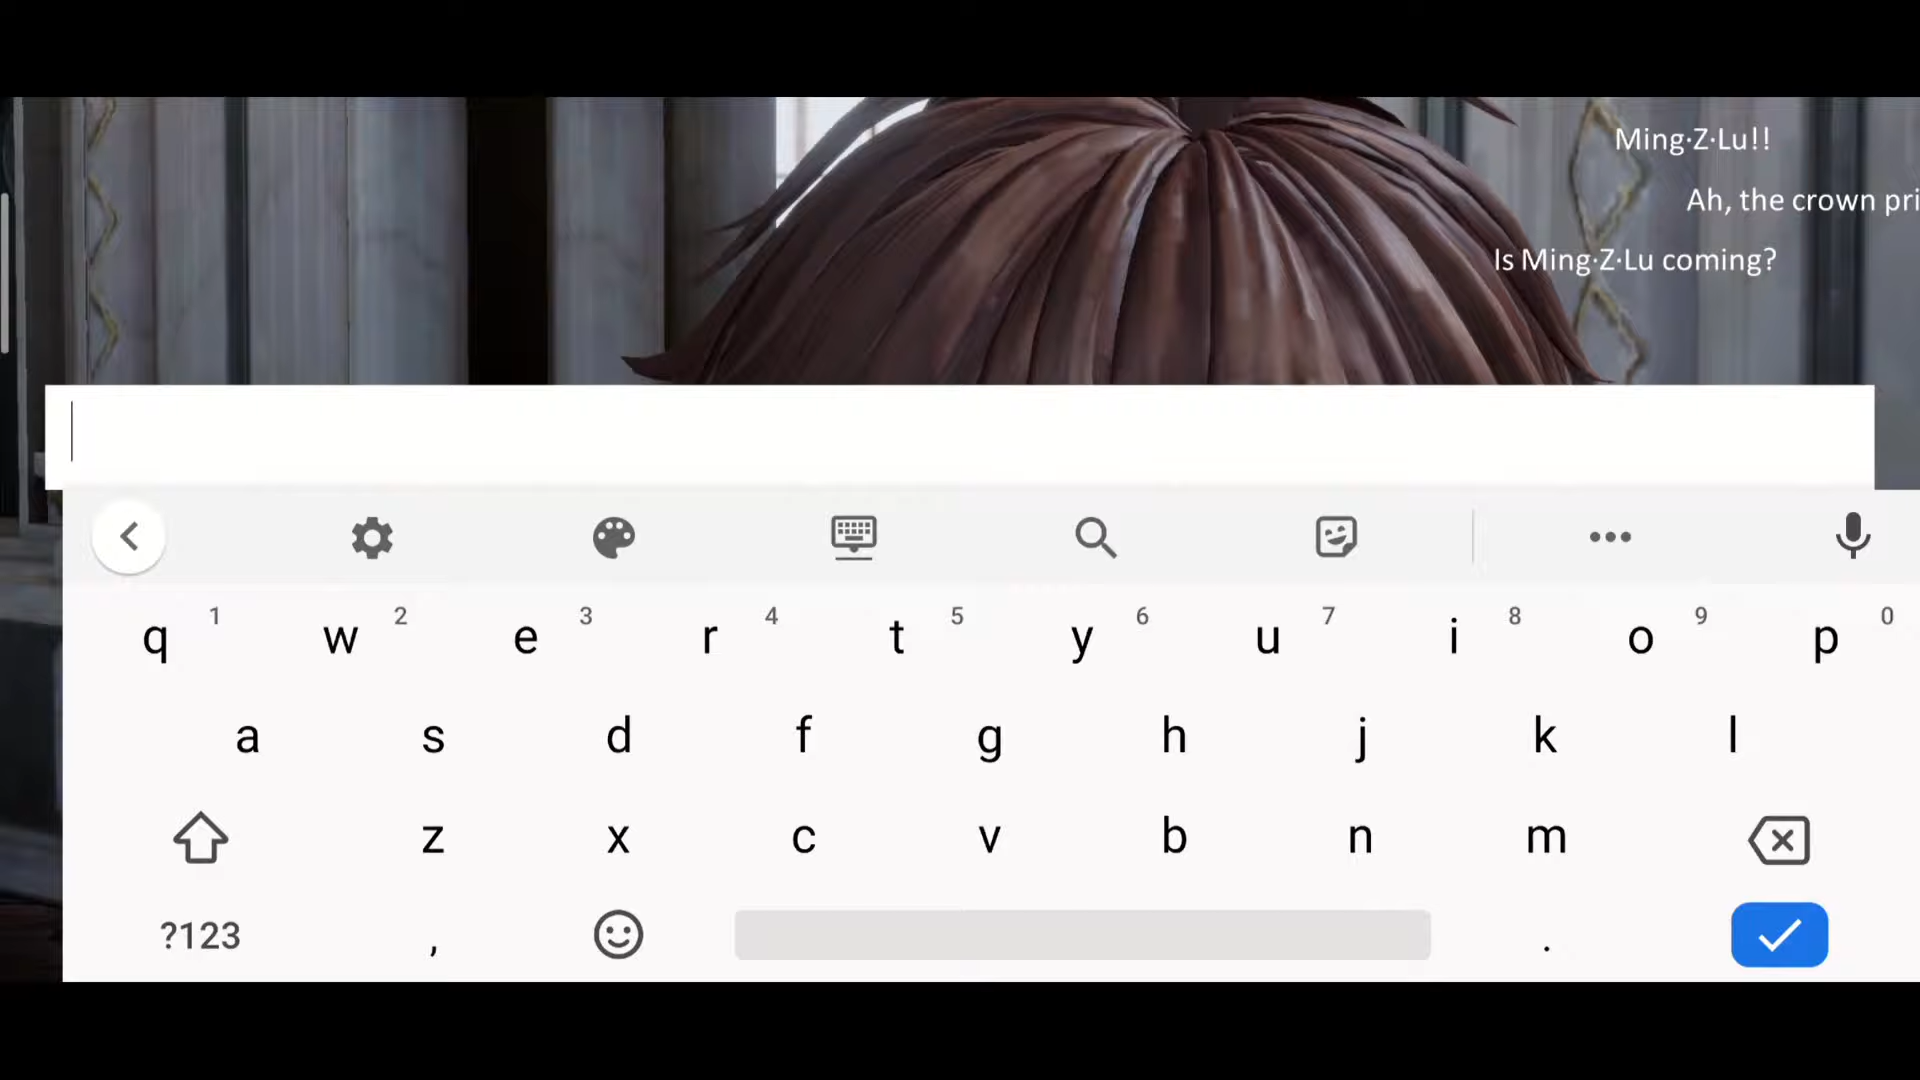 Ming·Z·Lu!!
Ah, the crown pri
Is Ming·Z·Lu coming?
q 1 w 2 e 3 r 4 t 5 y 6 u 7 i 8 o 9 p 0
a s d f g h j k l
z x c v b n m
?123 , .